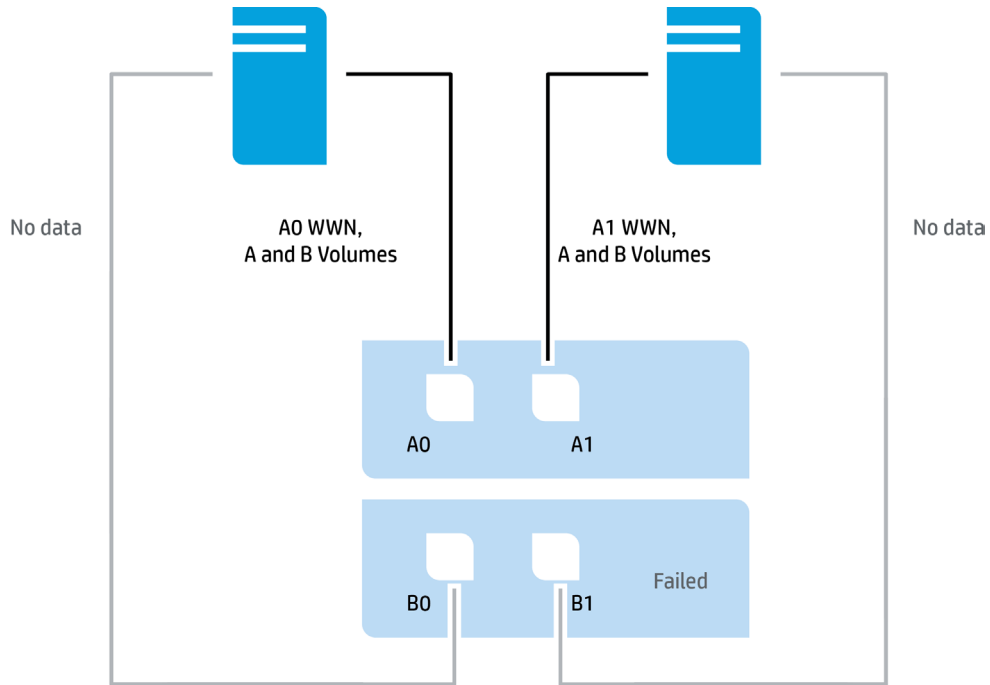 No data
A0 WWN,
A and B Volumes
A1 WWN,
A and B Volumes
No data
A0
A1
B0
B1
Failed